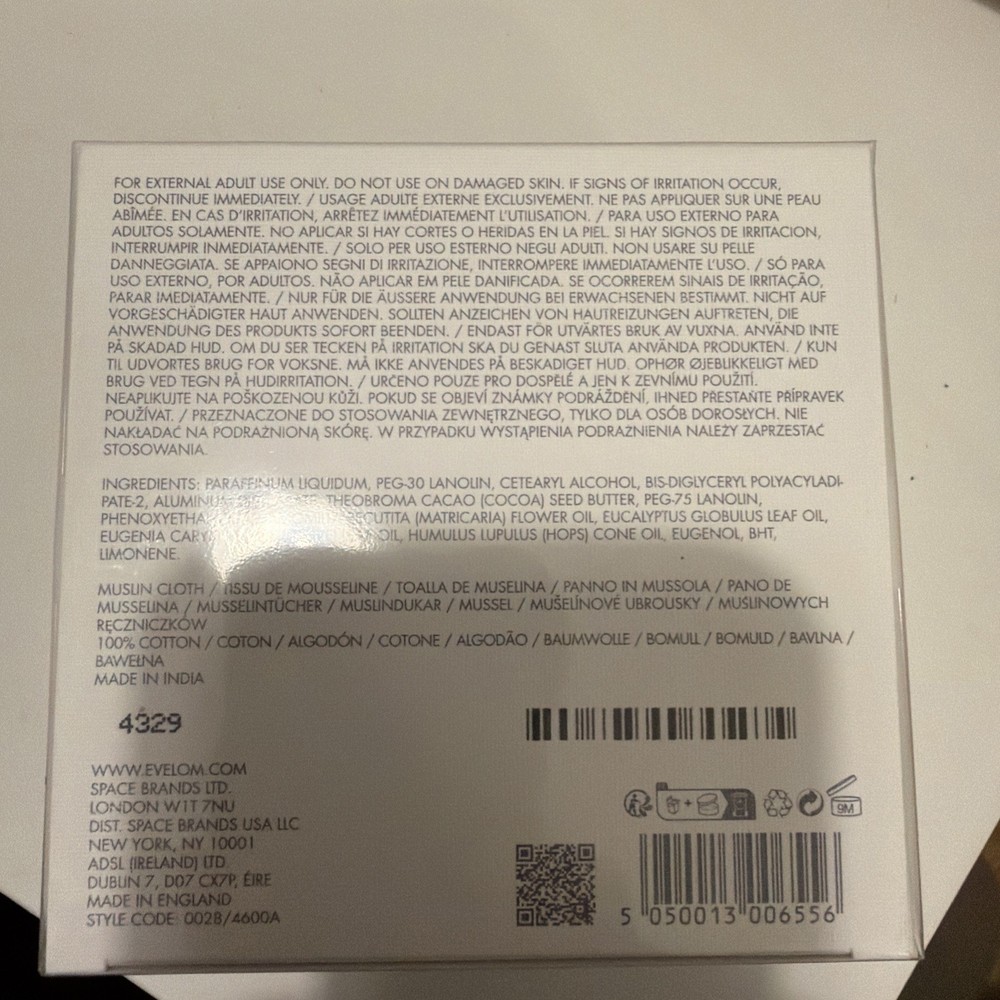 FOR EXTERNAL ADULT USE ONLY. DO NOT USE ON DAMAGED SKIN. IF SIGNS OF IRRITATION OCCUR,
DISCONTINUE IMMEDIATELY. / USAGE ADULTE EXTERNE EXCLUSIVEMENT. NE PAS APPLIQUER SUR UNE PEAU
ABÎMÉE. EN CAS D'IRRITATION, ARRÊTEZ IMMÉDIATEMENT L'UTILISATION. / PARA USO EXTERNO PARA
ADULTOS SOLAMENTE. NO APLICAR SI HAY CORTES O HERIDAS EN LA PIEL. SI HAY SIGNOS DE IRRITACION,
INTERRUMPIR INMEDIATAMENTE. / SOLO PER USO ESTERNO NEGLI ADULTI. NON USARE SU PELLE
DANNEGGIATA. SE APPAIONO SEGNI DI IRRITAZIONE, INTERROMPERE IMMEDIATAMENTE L'USO. / SÓ PARA
USO EXTERNO, POR ADULTOS. NÃO APLICAR EM PELE DANIFICADA. SE OCORREREM SINAIS DE IRRITAÇÃO,
PARAR IMEDIATAMENTE. / NUR FÜR DIE ÄUSSERE ANWENDUNG BEI ERWACHSENEN BESTIMMT. NICHT AUF
VORGESCHÄDIGTER HAUT ANWENDEN. SOLLTEN ANZEICHEN VON HAUTREIZUNGEN AUFTRETEN, DIE
ANWENDUNG DES PRODUKTS SOFORT BEENDEN. / ENDAST FÖR UTVÄRTES BRUK AV VUXNA. ANVÄND INTE
PÅ SKADAD HUD. OM DU SER TECKEN PÅ IRRITATION SKA DU GENAST SLUTA ANVÄNDA PRODUKTEN. / KUN
TIL UDVORTES BRUG FOR VOKSNE. MÅ IKKE ANVENDES PÅ BESKADIGET HUD. OPHØR ØJEBLIKKELIGT MED
BRUG VED TEGN PÅ HUDIRRITATION. / URČENO POUZE PRO DOSPĚLÉ A JEN K ZEVNÍMU POUŽITÍ.
NEAPLIKUJTE NA POŠKOZENOU KŮŽI. POKUD SE OBJEVÍ ZNÁMKY PODRÁŽDĚNÍ, IHNED PŘESTAŇTE PŘÍPRAVEK
POUŽÍVAT. / PRZEZNACZONE DO STOSOWANIA ZEWNĘTRZNEGO, TYLKO DLA OSÓB DOROSŁYCH. NIE
NAKŁADAĆ NA PODRAŻNIONĄ SKÓRĘ. W PRZYPADKU WYSTĄPIENIA PODRAŻNIENIA NALEŻY ZAPRZESTAĆ
STOSOWANIA.
INGREDIENTS: PARAFFINUM LIQUIDUM, PEG-30 LANOLIN, CETEARYL ALCOHOL, BIS-DIGLYCERYL POLYACYLADI-
PATE-2, THEOBROMA CACAO (COCOA) SEED BUTTER, PEG-75 LANOLIN,
(MATRICARIA) FLOWER OIL, EUCALYPTUS GLOBULUS LEAF OIL,
EUGENIA OIL, HUMULUS LUPULUS (HOPS) CONE OIL, EUGENOL, BHT,
LIMONENE.
MUSLIN CLOTH / TISSU DE MOUSSELINE / TOALLA DE MUSELINA / PANNO IN MUSSOLA / PANO DE
MUSSELINA / MUSSELINTÜCHER / MUSLINDUKAR / MUSSEL / MUŠELÍNOVÉ UBROUSKY / MUSLINOWYCH
RĘCZNICZKÓW
100% COTTON / COTON / ALGODÓN / COTONE / ALGODÃO / BAUMWOLLE / BOMULL / BOMULD / BAVLNA /
BAWEŁNA
MADE IN INDIA
4329
WWW.EVELOM.COM
SPACE BRANDS LTD.
LONDON W1T 7NU
DIST. SPACE BRANDS USA LLC
NEW YORK, NY 10001
ADSL (IRELAND) LTD.
DUBLIN 7, D07 CX7P, ÉIRE
MADE IN ENGLAND
STYLE CODE: 002B/4600A
9M
5 050013 006556